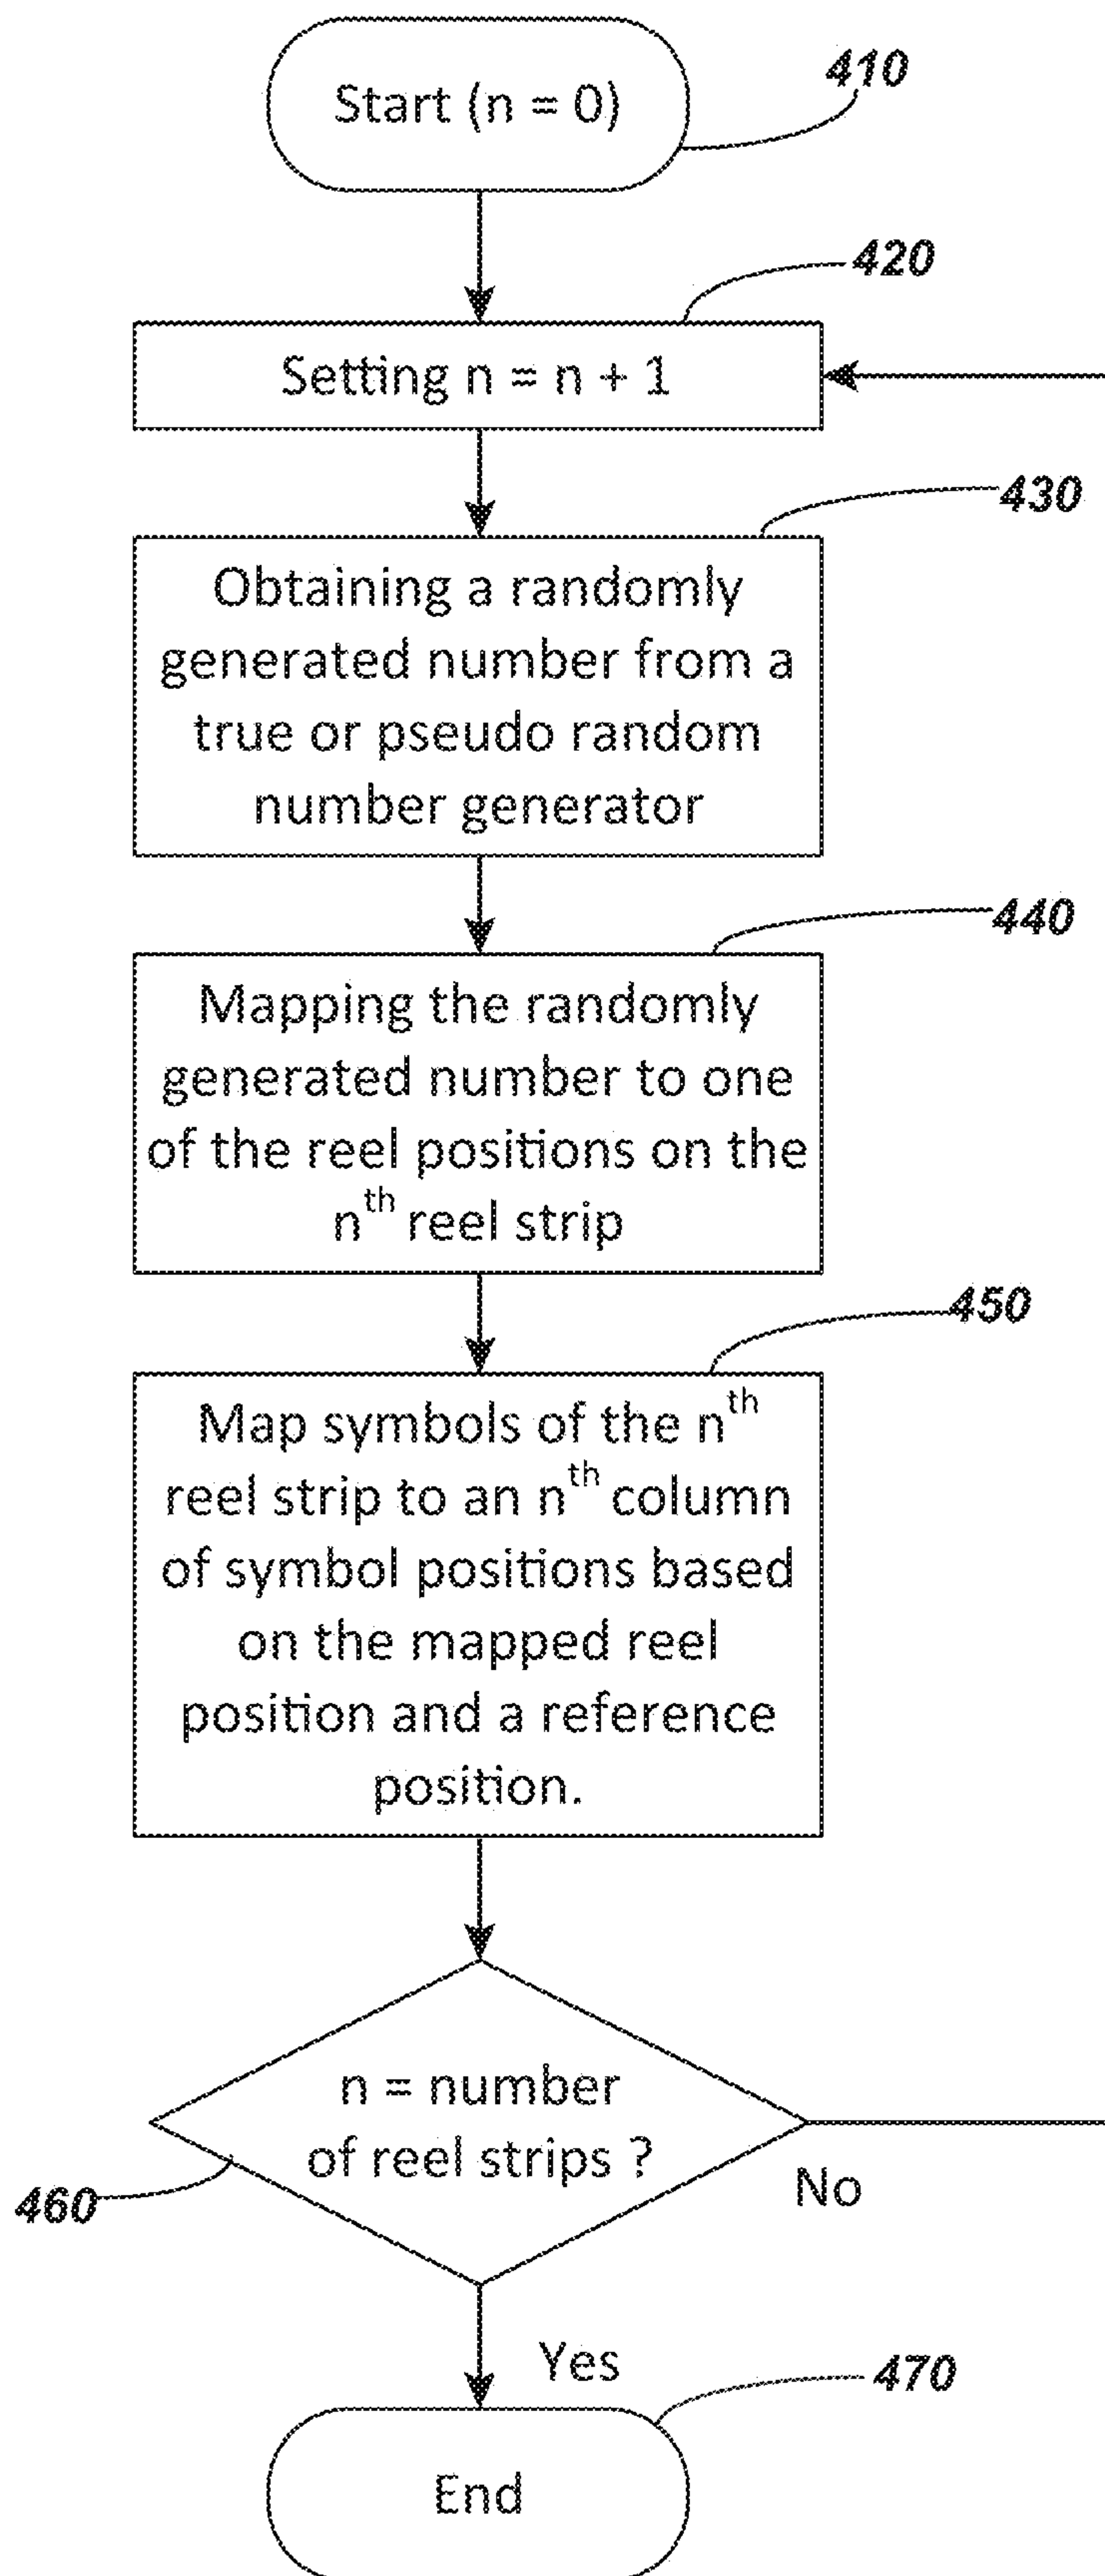 Start (n = 0)
410
420
Setting n = n + 1
430
Obtaining a randomly
generated number from a
true or pseudo random
number generator
440
Mapping the randomly
generated number to one
of the reel positions on the
nth reel strip
450
Map symbols of the nth
reel strip to an nth column
of symbol positions based
on the mapped reel
position and a reference
position.
n = number
of reel strips ?
460
No
Yes
470
End